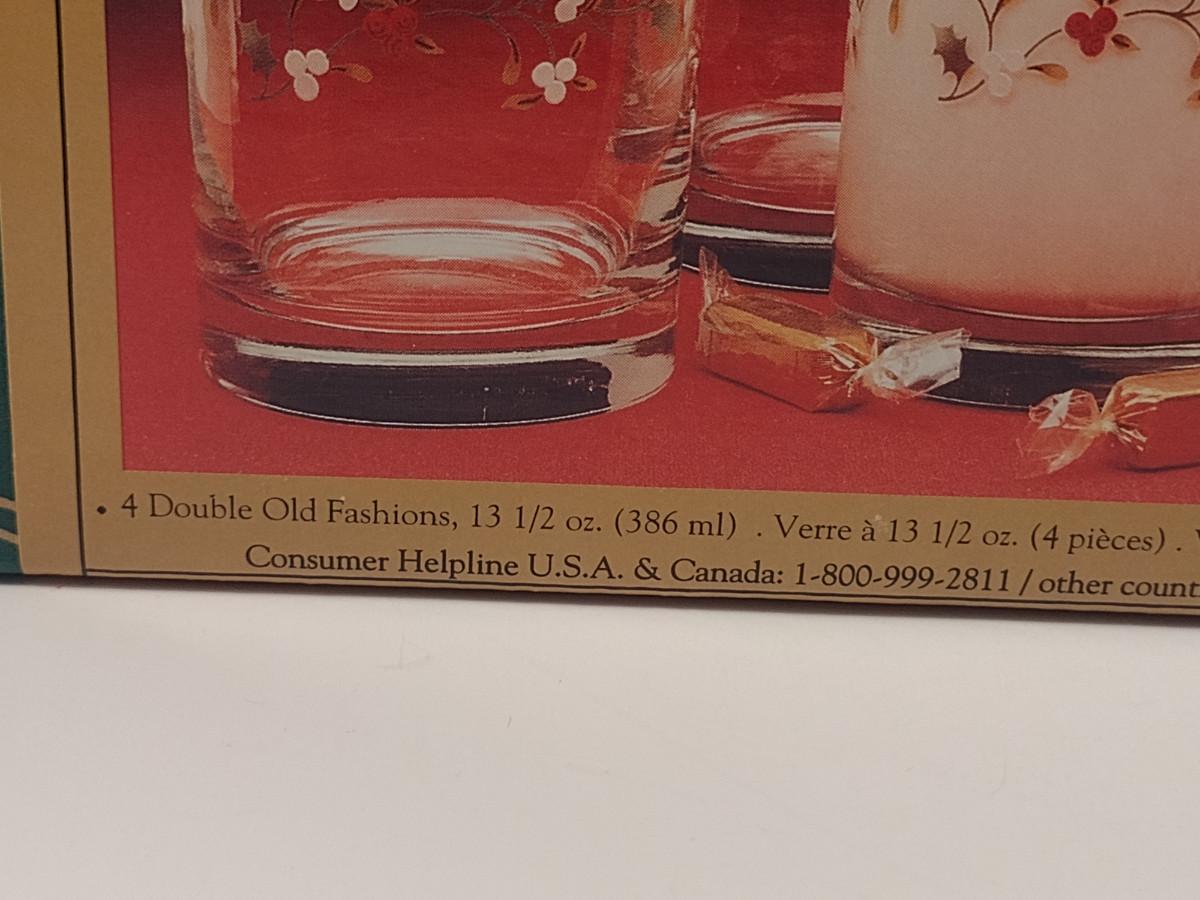 • 4 Double Old Fashions, 13 1/2 oz. (386 ml) . Verre à 13 1/2 oz. (4 pièces) .
Consumer Helpline U.S.A. & Canada: 1-800-999-2811 / other count